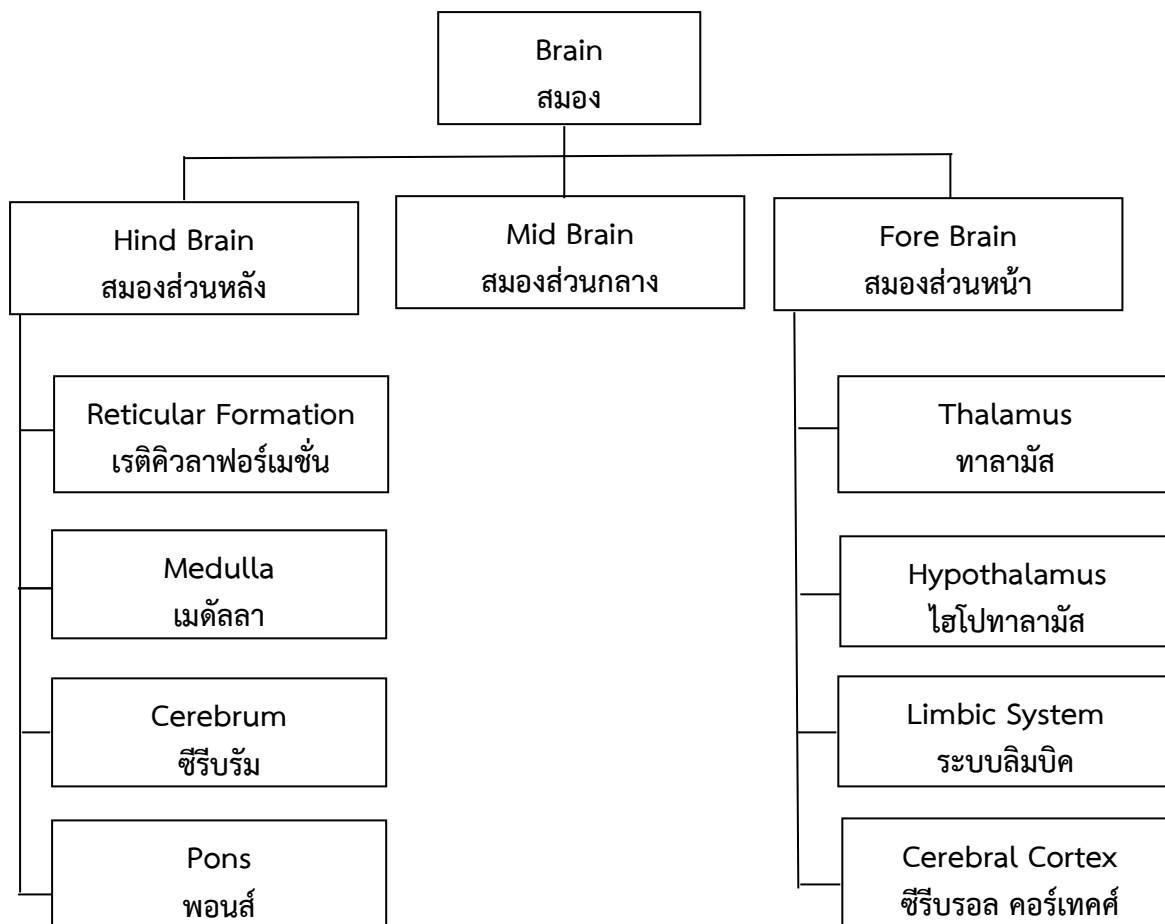 Brain
สมอง
Hind Brain
สมองส่วนหลัง
Mid Brain
สมองส่วนกลาง
Fore Brain
สมองส่วนหน้า
Reticular Formation
เรติคิวลาฟอร์เมชั่น
Medulla
เมดัลลา
Cerebrum
ซีรีบรัม
Pons
พอนส์
Thalamus
ทาลามัส
Hypothalamus
ไฮโปทาลามัส
Limbic System
ระบบลิมบิค
Cerebral Cortex
ซีรีบรอล คอร์เทคศ์